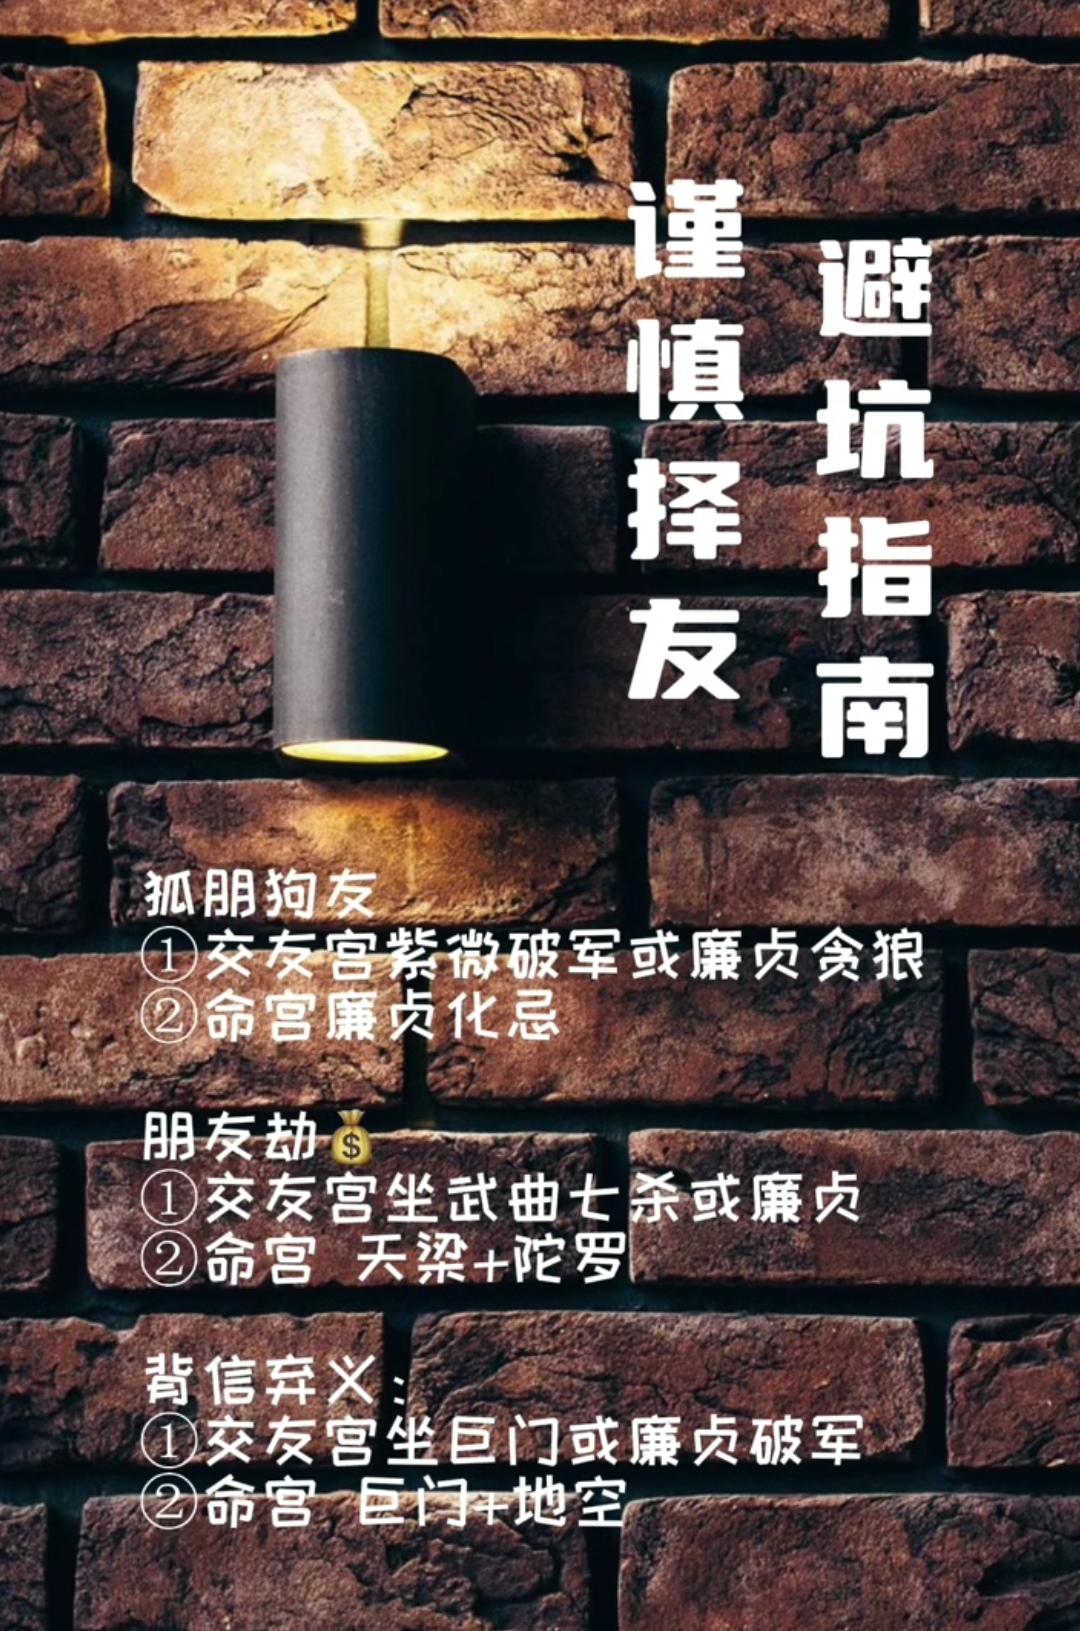 避坑指南
谨慎择友
狐朋狗友
①交友宫紫微破军或廉贞贪狼
②命宫廉贞化忌
朋友劫💰
①交友宫坐武曲七杀或廉贞
②命宫 天梁+陀罗
背信弃义：
①交友宫坐巨门或廉贞破军
②命宫 巨门+地空